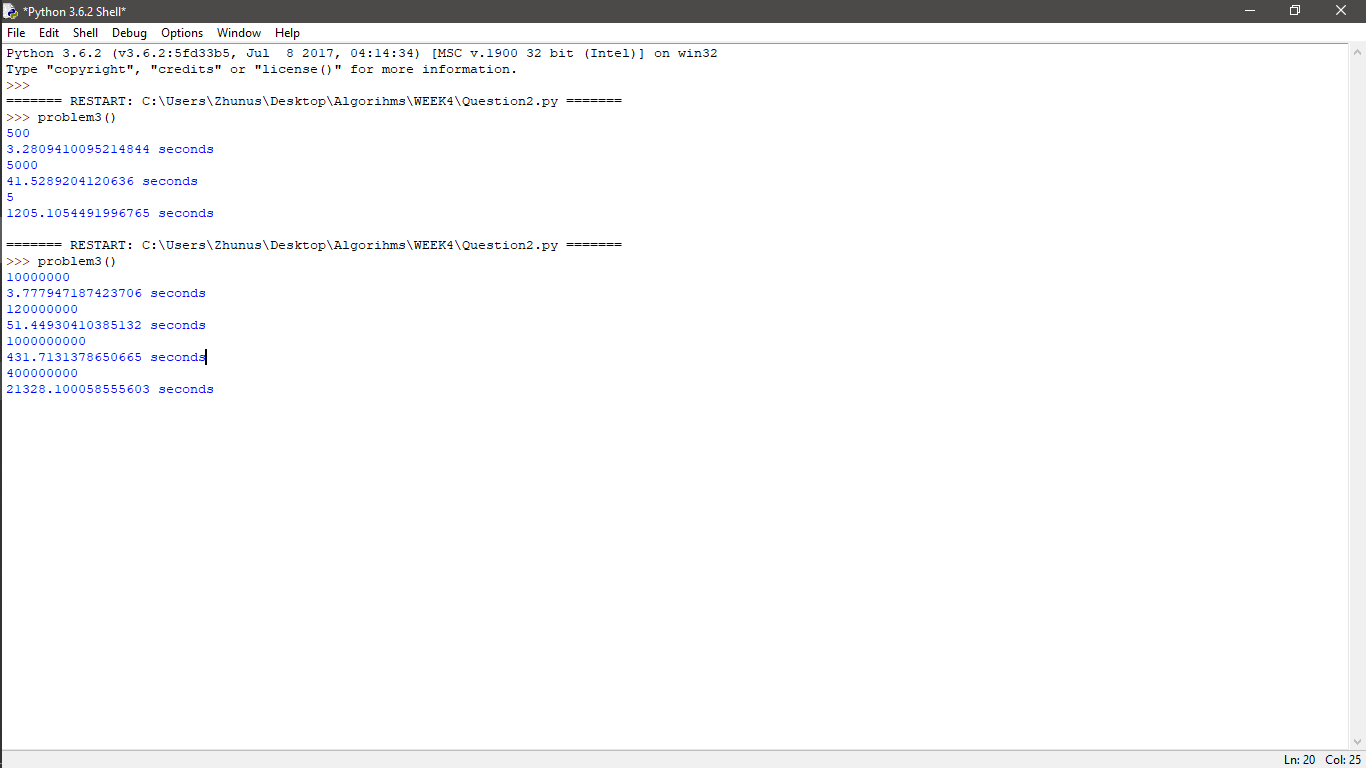 *Python 3.6.2 Shell*
File Edit Shell Debug Options Window Help
Python 3.6.2 (v3.6.2:5fd33b5, Jul  8 2017, 04:14:34) [MSC v.1900 32 bit (Intel)] on win32
Type "copyright", "credits" or "license()" for more information.
>>>
======= RESTART: C:\Users\Zhunus\Desktop\Algorihms\WEEK4\Question2.py =======
>>> problem3()
500
3.2809410095214844 seconds
5000
41.5289204120636 seconds
5
1205.1054491996765 seconds
======= RESTART: C:\Users\Zhunus\Desktop\Algorihms\WEEK4\Question2.py =======
>>> problem3()
10000000
3.777947187423706 seconds
120000000
51.44930410385132 seconds
1000000000
431.7131378650665 seconds
400000000
21328.100058555603 seconds
Ln: 20 Col: 25